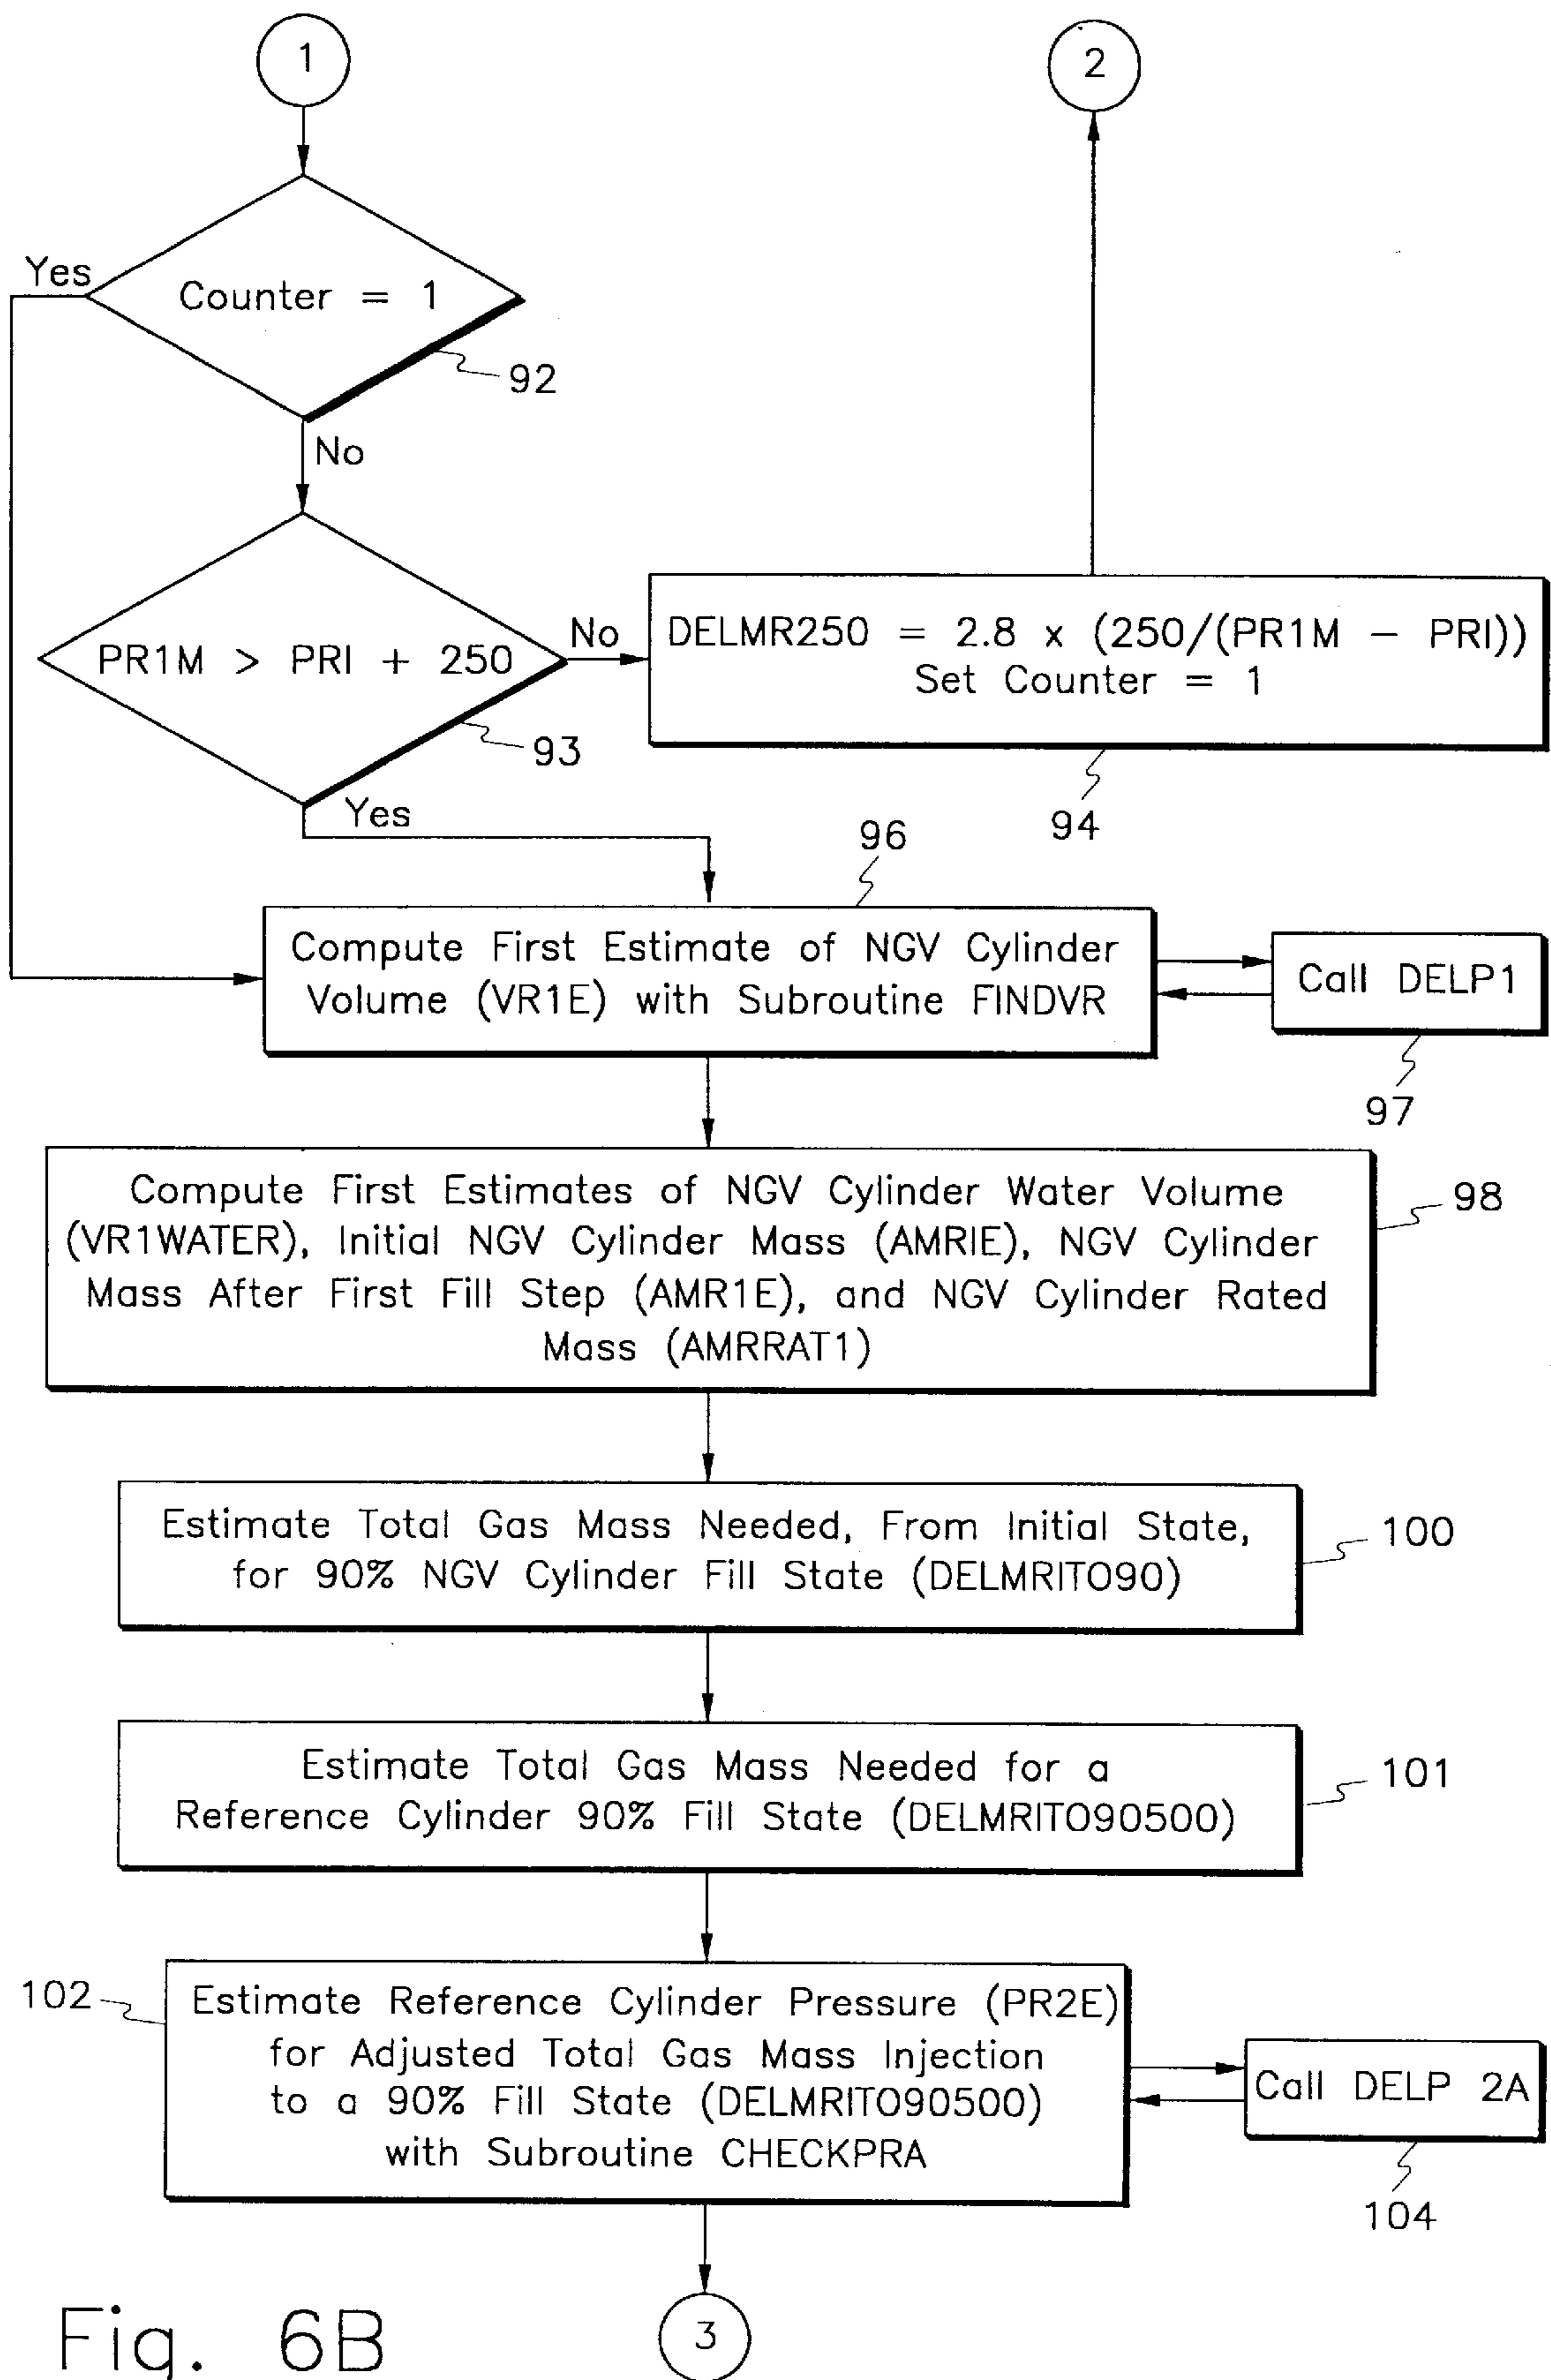 1
2
Yes
Counter = 1
92
No
PR1M > PRI + 250
93
No
DELMR250 = 2.8 x (250/(PR1M – PRI))
Set Counter = 1
94
Yes
96
Compute First Estimate of NGV Cylinder
Volume (VR1E) with Subroutine FINDVR
Call DELP1
97
Compute First Estimates of NGV Cylinder Water Volume
(VR1WATER), Initial NGV Cylinder Mass (AMRIE), NGV Cylinder
Mass After First Fill Step (AMR1E), and NGV Cylinder Rated
Mass (AMRRAT1)
98
Estimate Total Gas Mass Needed, From Initial State,
for 90% NGV Cylinder Fill State (DELMRITO90)
100
Estimate Total Gas Mass Needed for a
Reference Cylinder 90% Fill State (DELMRITO90500)
101
102
Estimate Reference Cylinder Pressure (PR2E)
for Adjusted Total Gas Mass Injection
to a 90% Fill State (DELMRITO90500)
with Subroutine CHECKPRA
Call DELP 2A
104
3
Fig. 6B